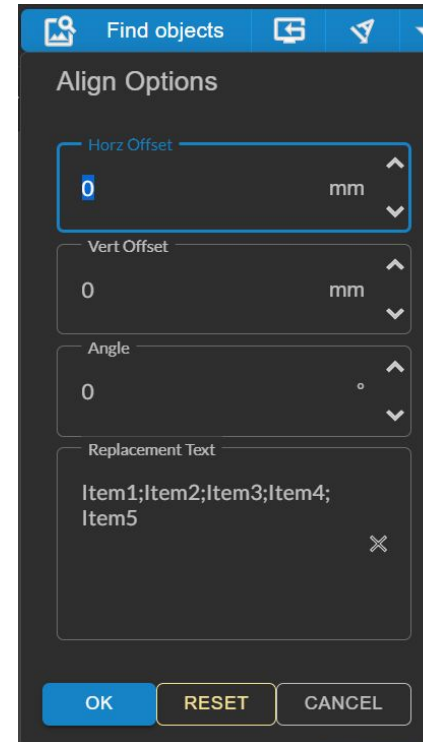 Find objects
Align Options
Horz Offset
0 mm
Vert Offset
0 mm
Angle
0 °
Replacement Text
Item1;Item2;Item3;Item4;
Item5
OK RESET CANCEL